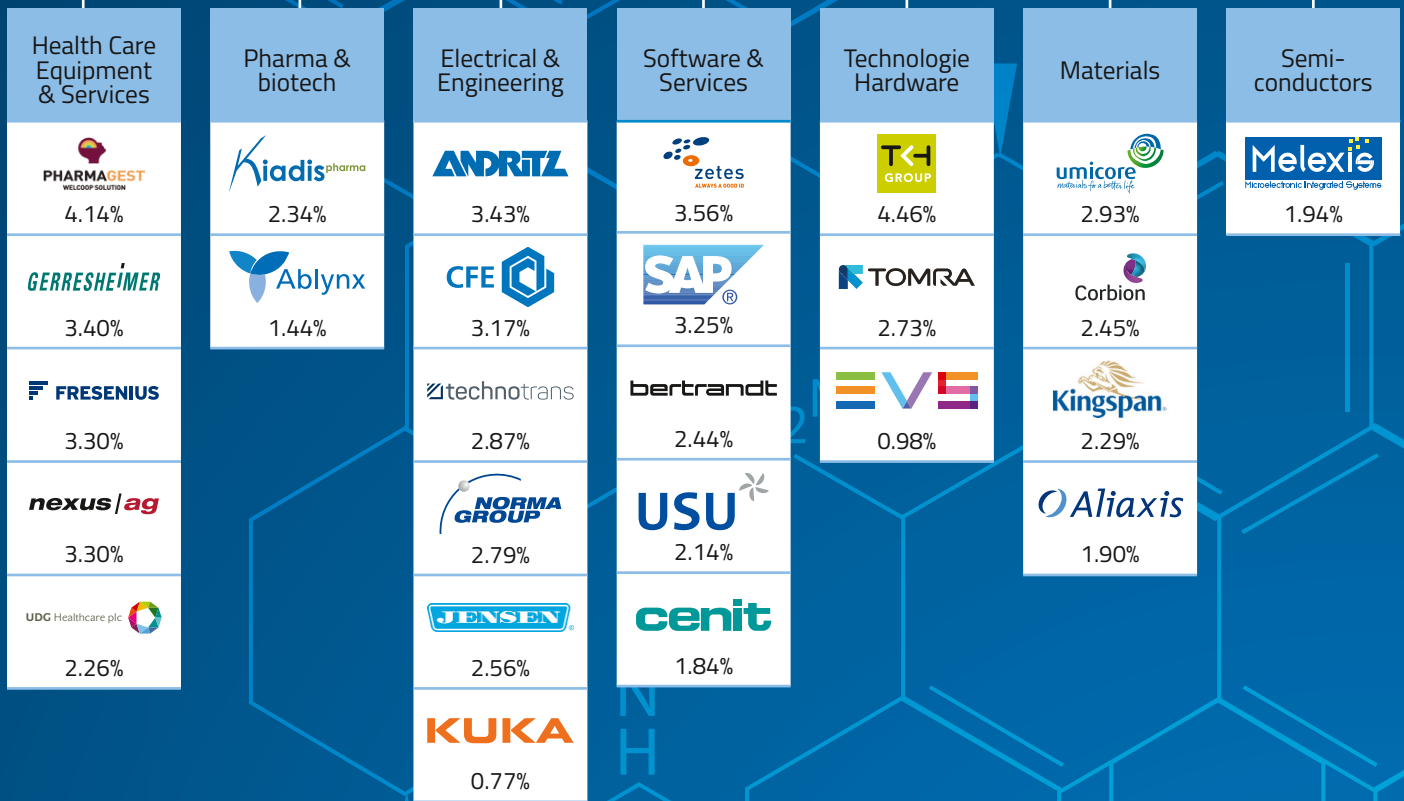 Health Care
Equipment
& Services
PHARMAGEST
WELCOOP SOLUTION
4.14%
GERRESHEIMER
3.40%
FRESENIUS
3.30%
nexus|ag
3.30%
UDG Healthcare plc
2.26%
Pharma &
biotech
Kiadis pharma
2.34%
Ablynx
1.44%
Electrical &
Engineering
ANDRITZ
3.43%
CFE
3.17%
technotrans
2.87%
NORMA
GROUP
2.79%
JENSEN®
2.56%
KUKA
0.77%
Software &
Services
zetes
ALWAYS A GOOD ID
3.56%
SAP®
3.25%
bertrandt
2.44%
USU
2.14%
cenit
1.84%
N
H
Technologie
Hardware
TKH
GROUP
4.46%
TOMRA
2.73%
EVS
0.98%
2
N
Materials
umicore
materials for a better life
2.93%
Corbion
2.45%
Kingspan®
2.29%
Aliaxis
1.90%
Semi-
conductors
Melexis
Microelectronic Integrated Systems
1.94%